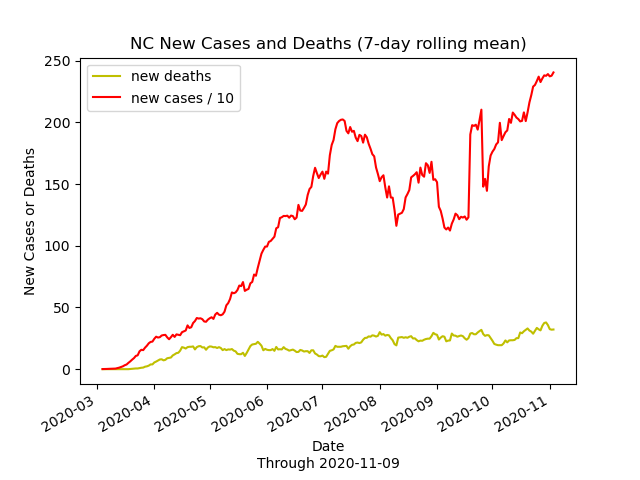 NC New Cases and Deaths (7-day rolling mean)
new deaths
new cases / 10
New Cases or Deaths
250
200
150
100
50
0
2020-03
2020-04
2020-05
2020-06
2020-07
2020-08
2020-09
2020-10
2020-11
Date
Through 2020-11-09